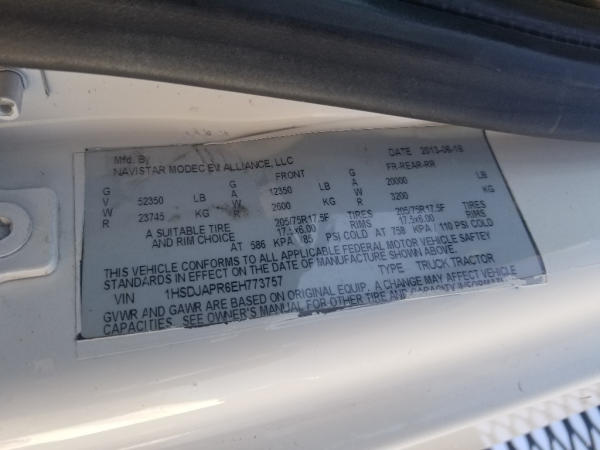 Mfd. By
NAVISTAR MODEC EV ALLIANCE, LLC DATE 2013-06-19
G G FRONT G FR-REAR-RR
V 52350 LB A 12350 LB A 20000 LB
W 23745 KG W 2600 KG W 3200 KG
R R R
A SUITABLE TIRE 205/75R17.5F TIRES 205/75R17.5F TIRES
AND RIM CHOICE 17.5x6.00 RIMS 17.5x6.00 RIMS
AT 586 KPA / 85 PSI COLD AT 758 KPA / 110 PSI COLD
THIS VEHICLE CONFORMS TO ALL APPLICABLE FEDERAL MOTOR VEHICLE SAFTEY
STANDARDS IN EFFECT ON THE DATE OF MANUFACTURE SHOWN ABOVE.
VIN 1HSDJAPR6EH773757 TYPE TRUCK TRACTOR
GVWR AND GAWR ARE BASED ON ORIGINAL EQUIP. A CHANGE MAY AFFECT VEHICLE
CAPACITIES. SEE OWNER'S MANUAL FOR OTHER TIRE AND CAPACITY